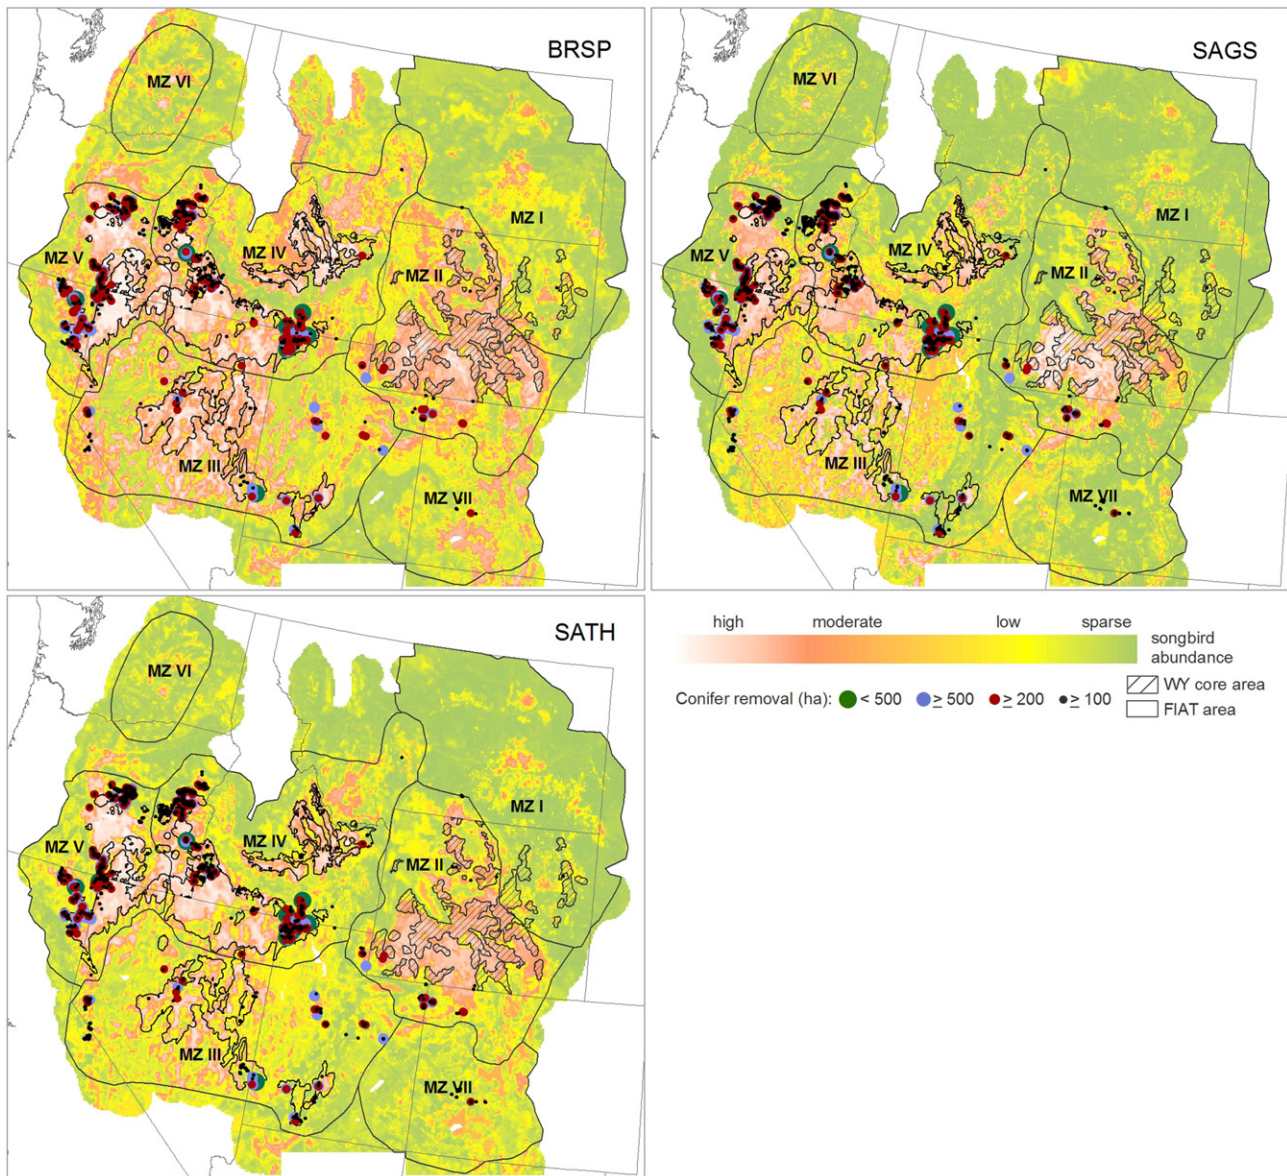 BRSP
MZ VI
MZ I
MZ V
MZ IV
MZ II
MZ III
MZ VII
SAGS
MZ VI
MZ I
MZ V
MZ IV
MZ II
MZ III
MZ VII
SATH
MZ VI
MZ I
MZ V
MZ IV
MZ II
MZ III
MZ VII
high moderate low sparse
songbird
abundance
Conifer removal (ha): < 500 ≥ 500 ≥ 200 ≥ 100
WY core area
FIAT area